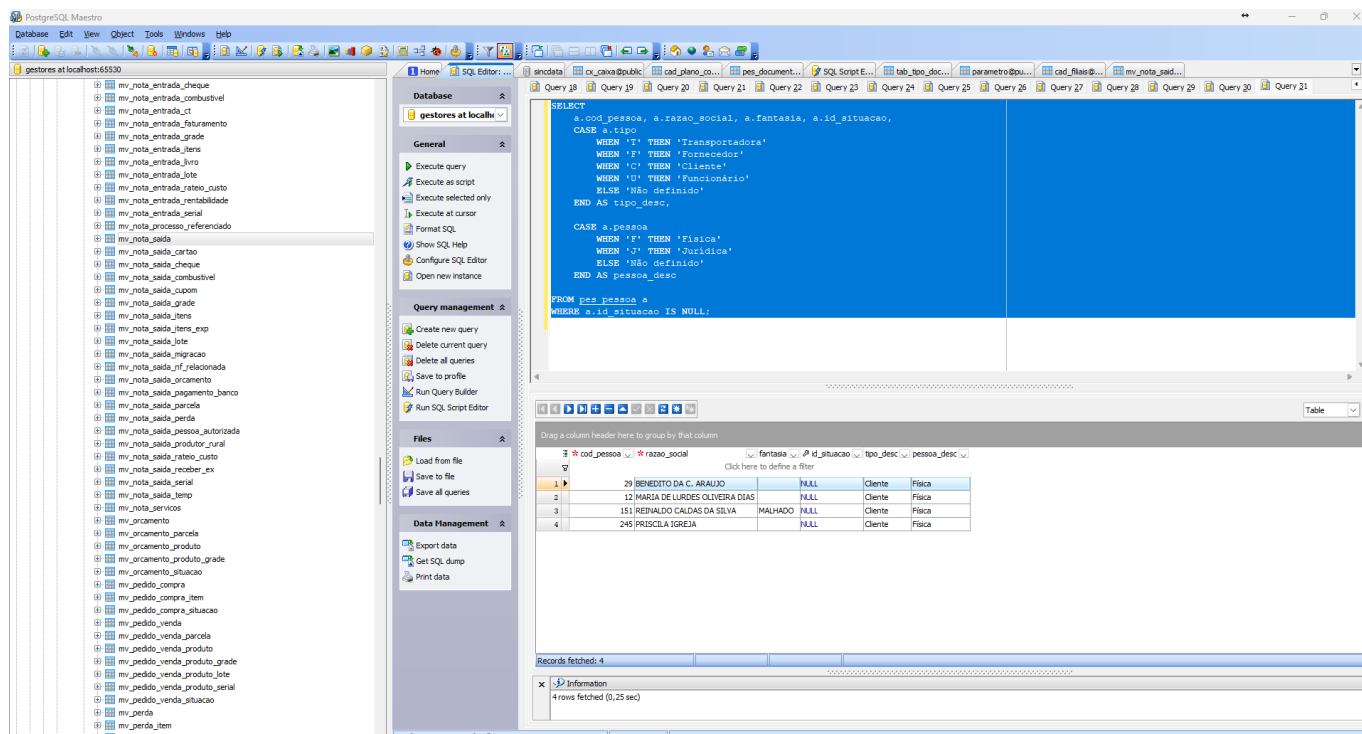 PostgreSQL Maestro
Database Edit View Object Tools Windows Help
gestores at localhost:65530
mv_nota_entrada_cheque
mv_nota_entrada_combustivel
mv_nota_entrada_ct
mv_nota_entrada_faturamento
mv_nota_entrada_grade
mv_nota_entrada_itens
mv_nota_entrada_livro
mv_nota_entrada_lote
mv_nota_entrada_rateio_custo
mv_nota_entrada_rentabilidade
mv_nota_entrada_serial
mv_nota_processo_referenciado
mv_nota_saida
mv_nota_saida_cartao
mv_nota_saida_cheque
mv_nota_saida_combustivel
mv_nota_saida_cupom
mv_nota_saida_grade
mv_nota_saida_itens
mv_nota_saida_itens_exp
mv_nota_saida_lote
mv_nota_saida_migracao
mv_nota_saida_nf_relacionada
mv_nota_saida_orcamento
mv_nota_saida_pagamento_banco
mv_nota_saida_parcela
mv_nota_saida_perda
mv_nota_saida_pessoa_autorizada
mv_nota_saida_produtor_rural
mv_nota_saida_rateio_custo
mv_nota_saida_receber_ex
mv_nota_saida_serial
mv_nota_saida_temp
mv_nota_servicos
mv_orcamento
mv_orcamento_parcela
mv_orcamento_produto
mv_orcamento_produto_grade
mv_orcamento_situacao
mv_pedido_compra
mv_pedido_compra_item
mv_pedido_compra_situacao
mv_pedido_venda
mv_pedido_venda_parcela
mv_pedido_venda_produto
mv_pedido_venda_produto_grade
mv_pedido_venda_produto_lote
mv_pedido_venda_produto_serial
mv_pedido_venda_situacao
mv_perda
mv_perda_item
Home SQL Editor: ... sincdata cx_caixa@public cad_plano_co... pes_document... SQL Script E... tab_tipo_doc... parametro@pu... cad_filiais@... mv_nota_said...
Database
gestores at localho
General
Execute query
Execute as script
Execute selected only
Execute at cursor
Format SQL
Show SQL Help
Configure SQL Editor
Open new instance
Query management
Create new query
Delete current query
Delete all queries
Save to profile
Run Query Builder
Run SQL Script Editor
Files
Load from file
Save to file
Save all queries
Data Management
Export data
Get SQL dump
Print data
Query 18 Query 19 Query 20 Query 21 Query 22 Query 23 Query 24 Query 25 Query 26 Query 27 Query 28 Query 29 Query 30 Query 31
SELECT
a.cod_pessoa, a.razao_social, a.fantasia, a.id_situacao,
CASE a.tipo
WHEN 'T' THEN 'Transportadora'
WHEN 'F' THEN 'Fornecedor'
WHEN 'C' THEN 'Cliente'
WHEN 'U' THEN 'Funcionário'
ELSE 'Não definido'
END AS tipo_desc,
CASE a.pessoa
WHEN 'F' THEN 'Física'
WHEN 'J' THEN 'Jurídica'
ELSE 'Não definido'
END AS pessoa_desc
FROM pes_pessoa a
WHERE a.id_situacao IS NULL;
Table
Drag a column header here to group by that column
cod_pessoa razao_social fantasia id_situacao tipo_desc pessoa_desc
Click here to define a filter
1 29 BENEDITO DA C. ARAUJO NULL Cliente Física
2 12 MARIA DE LURDES OLIVEIRA DIAS NULL Cliente Física
3 151 REINALDO CALDAS DA SILVA MALHADO NULL Cliente Física
4 245 PRISCILA IGREJA NULL Cliente Física
Records fetched: 4
Information
4 rows fetched (0,25 sec)